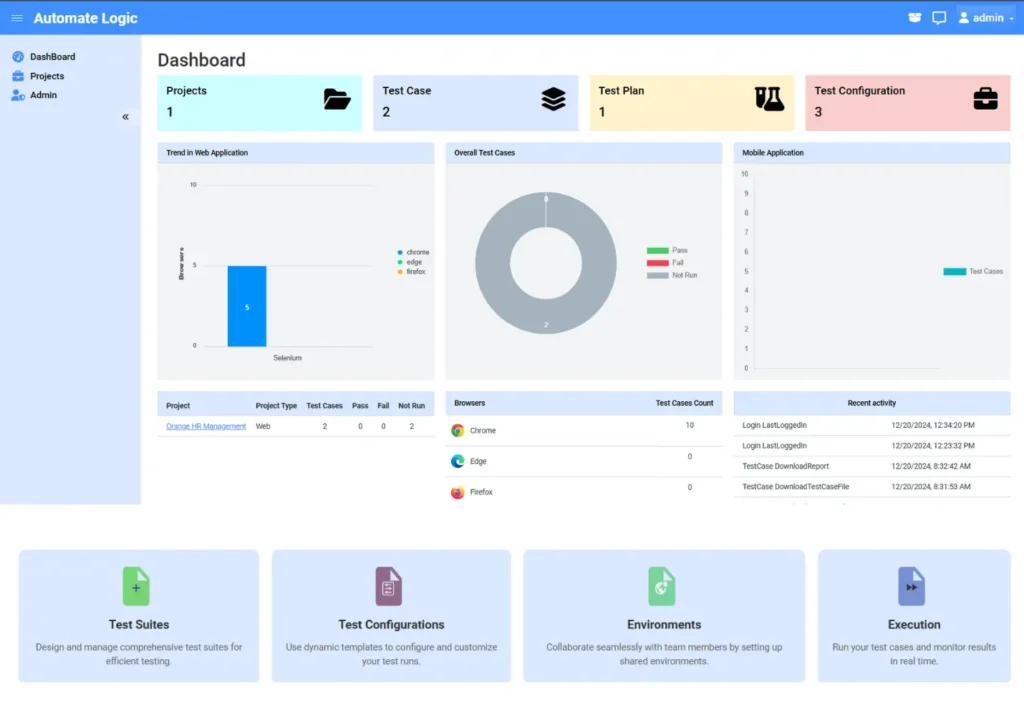 Automate Logic
admin
DashBoard
Projects
Admin
«
Dashboard
Projects
1
Test Case
2
Test Plan
1
Test Configuration
3
Trend in Web Application
10
Browsers
5
5
0
Selenium
chrome
edge
firefox
Overall Test Cases
0
2
Pass
Fail
Not Run
Mobile Application
10
9
8
7
6
5
4
3
2
1
0
Test Cases
Project Project Type Test Cases Pass Fail Not Run
Orange HR Management Web 2 0 0 2
Browsers Test Cases Count
Chrome 10
Edge 0
Firefox 0
Recent activity
Login LastLoggedIn 12/20/2024, 12:34:20 PM
Login LastLoggedIn 12/20/2024, 12:23:32 PM
TestCase DownloadReport 12/20/2024, 8:32:42 AM
TestCase DownloadTestCaseFile 12/20/2024, 8:31:53 AM
Test Suites
Design and manage comprehensive test suites for
efficient testing.
Test Configurations
Use dynamic templates to configure and customize
your test runs.
Environments
Collaborate seamlessly with team members by setting up
shared environments.
Execution
Run your test cases and monitor results
in real time.